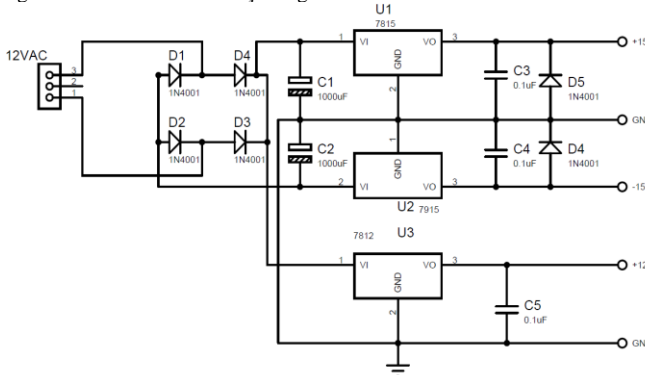 U1
7815
1 VI VO 3
GND
2
+15
12VAC
3
2
1
D1
1N4001
D4
1N4001
C1
1000uF
C3
0.1uF
D5
1N4001
GN
D2
1N4001
D3
1N4001
C2
1000uF
1
GND
2 VI VO 3
U2 7915
C4
0.1uF
D4
1N4001
-15
7812 U3
1 VI VO 3
GND
2
+12
C5
0.1uF
GN